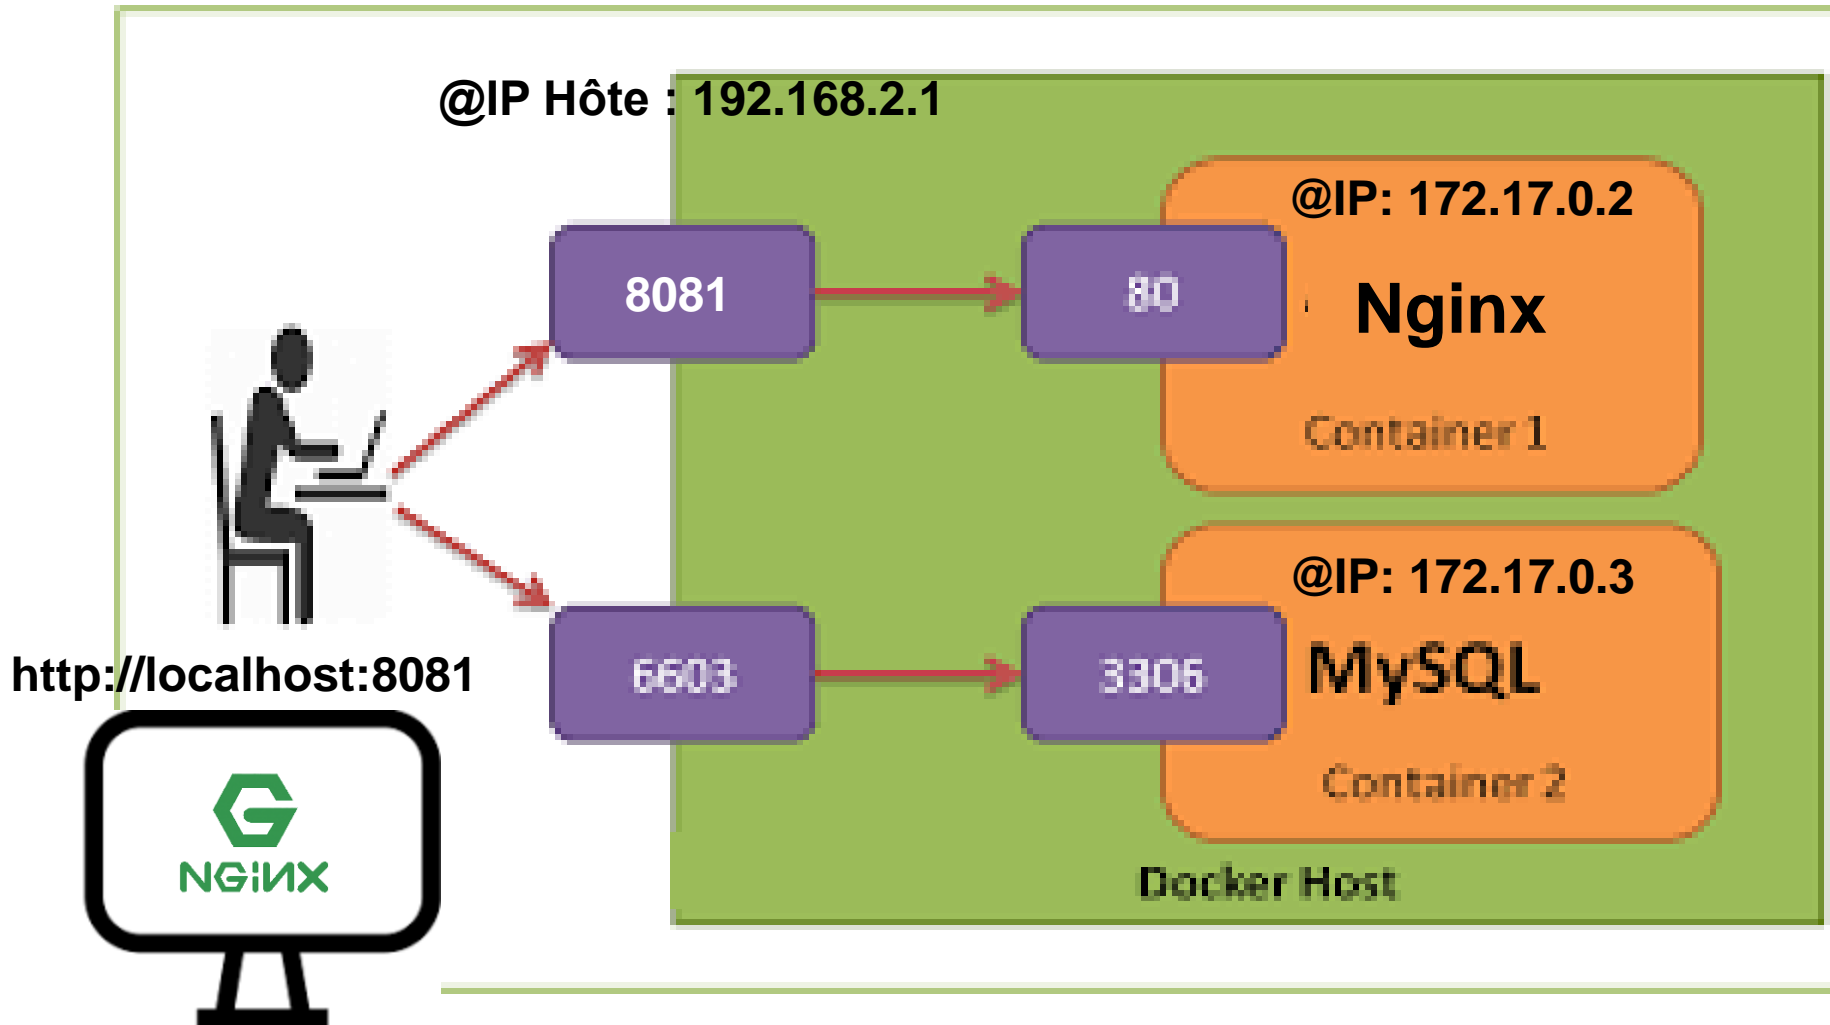 @IP Hôte : 192.168.2.1
@IP: 172.17.0.2
8081
80
Nginx
Container 1
@IP: 172.17.0.3
http://localhost:8081
6603
3306
MySQL
Container 2
NGiNX
Docker Host